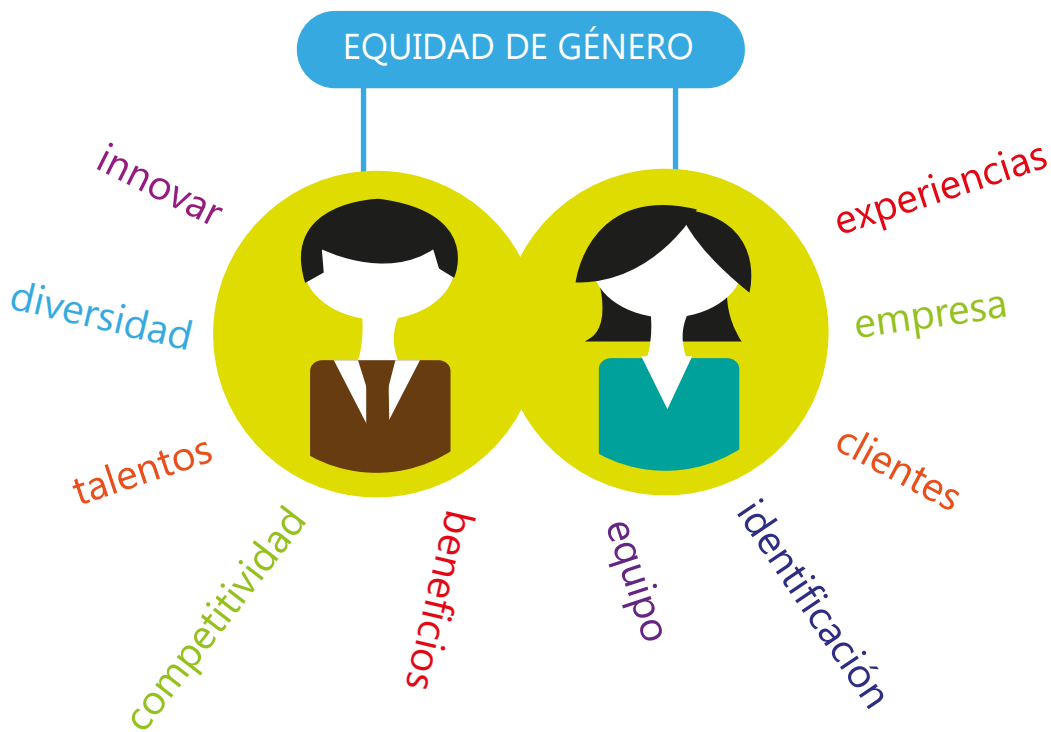 EQUIDAD DE GÉNERO
innovar
diversidad
talentos
competitividad
beneficios
equipo
identificación
clientes
empresa
experiencias